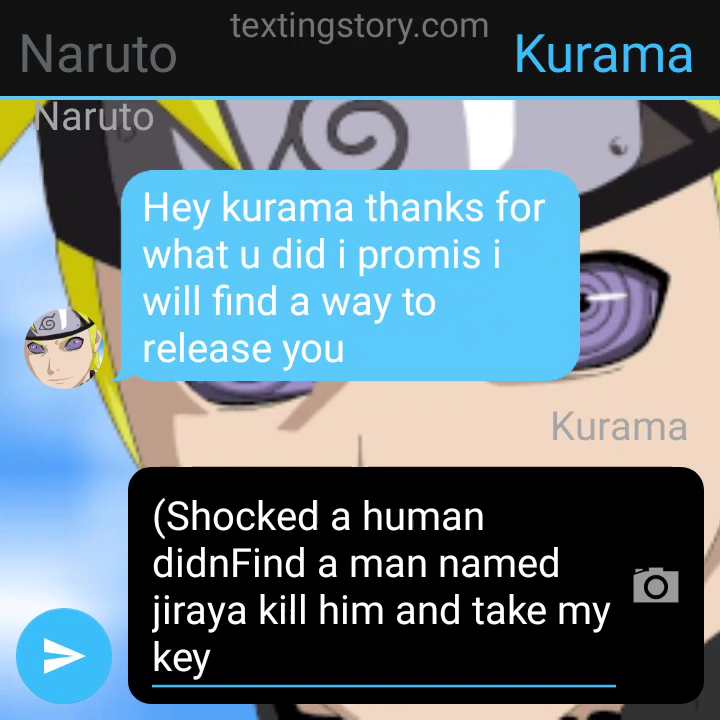 textingstory.com
Naruto
Kurama
Naruto
Hey kurama thanks for
what u did i promis i
will find a way to
release you
Kurama
(Shocked a human
didnFind a man named
jiraya kill him and take my
key